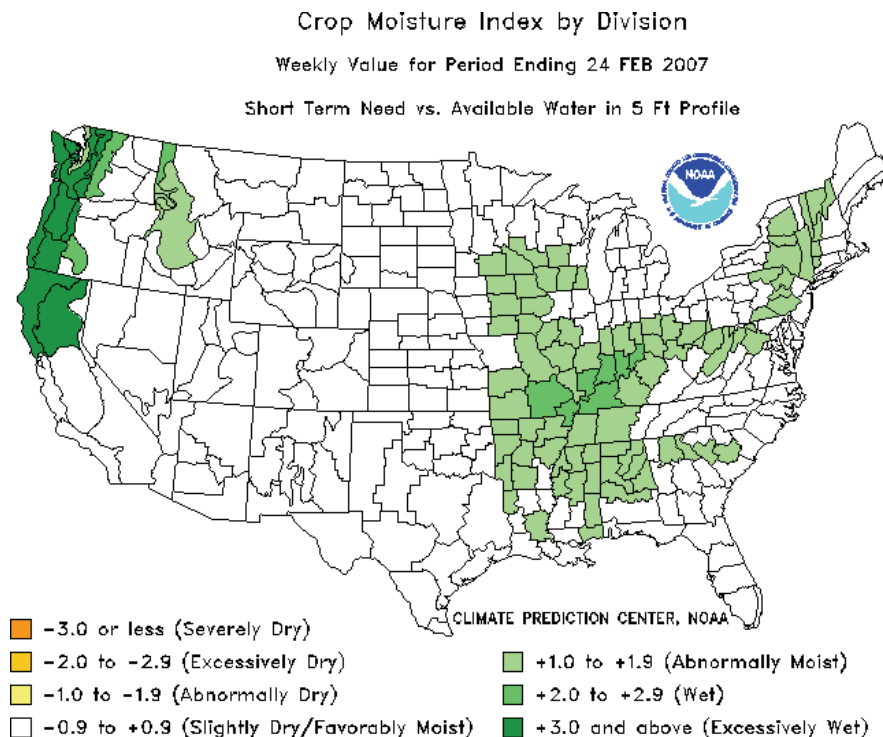 Crop Moisture Index by Division
Weekly Value for Period Ending 24 FEB 2007
Short Term Need vs. Available Water in 5 Ft Profile
NOAA
CLIMATE PREDICTION CENTER, NOAA
-3.0 or less (Severely Dry)
-2.0 to -2.9 (Excessively Dry)
-1.0 to -1.9 (Abnormally Dry)
-0.9 to +0.9 (Slightly Dry/Favorably Moist)
+1.0 to +1.9 (Abnormally Moist)
+2.0 to +2.9 (Wet)
+3.0 and above (Excessively Wet)